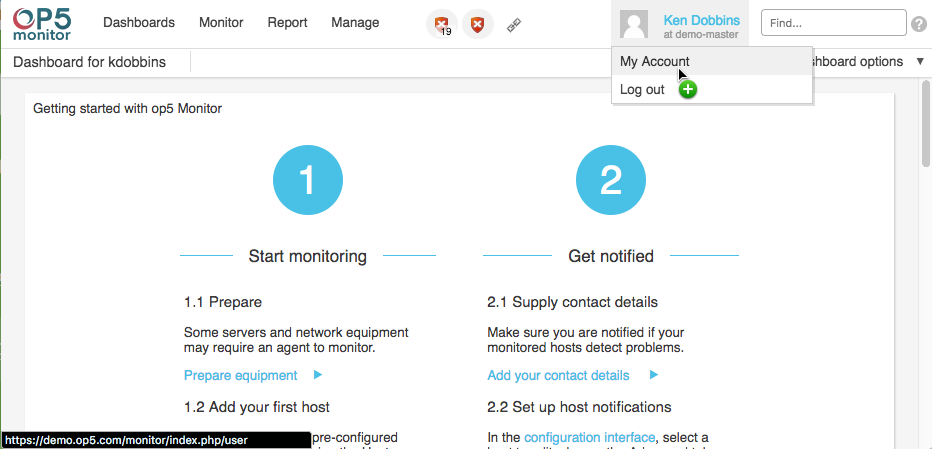 OP5
monitor
Dashboards Monitor Report Manage
19
Ken Dobbins
at demo-master
Find...
?
My Account
Log out
Dashboard for kdobbins
shboard options
Getting started with op5 Monitor
1
Start monitoring
1.1 Prepare
Some servers and network equipment
may require an agent to monitor.
Prepare equipment
1.2 Add your first host
pre-configured
2
Get notified
2.1 Supply contact details
Make sure you are notified if your
monitored hosts detect problems.
Add your contact details
2.2 Set up host notifications
In the configuration interface, select a
https://demo.op5.com/monitor/index.php/user